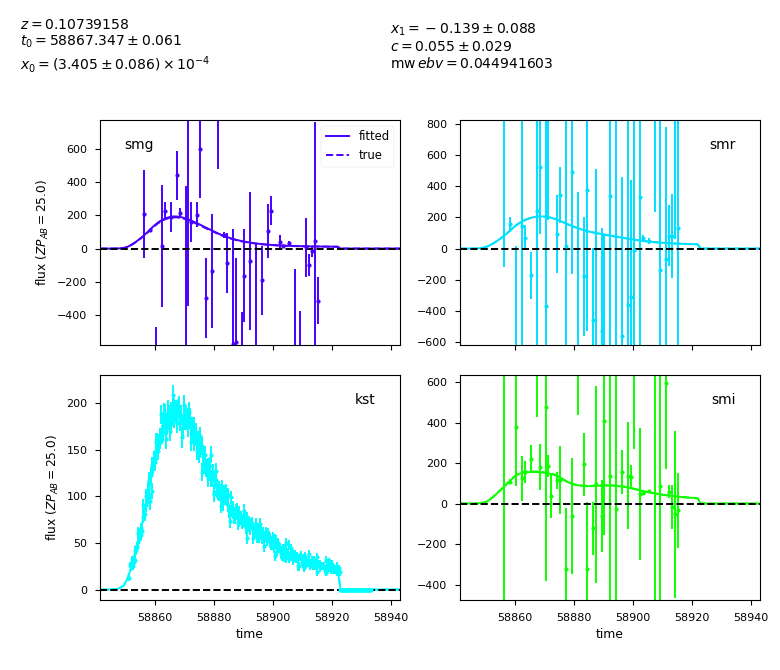 z = 0.10739158
t₀ = 58867.347 ± 0.061
x₀ = (3.405 ± 0.086) × 10⁻⁴
x₁ = −0.139 ± 0.088
c = 0.055 ± 0.029
mw ebv = 0.044941603
smg
fitted
true
600
400
200
0
−200
−400
flux (ZP_AB = 25.0)
smr
800
600
400
200
0
−200
−400
−600
kst
200
150
100
50
0
flux (ZP_AB = 25.0)
58860 58880 58900 58920 58940
time
smi
600
400
200
0
−200
−400
58860 58880 58900 58920 58940
time